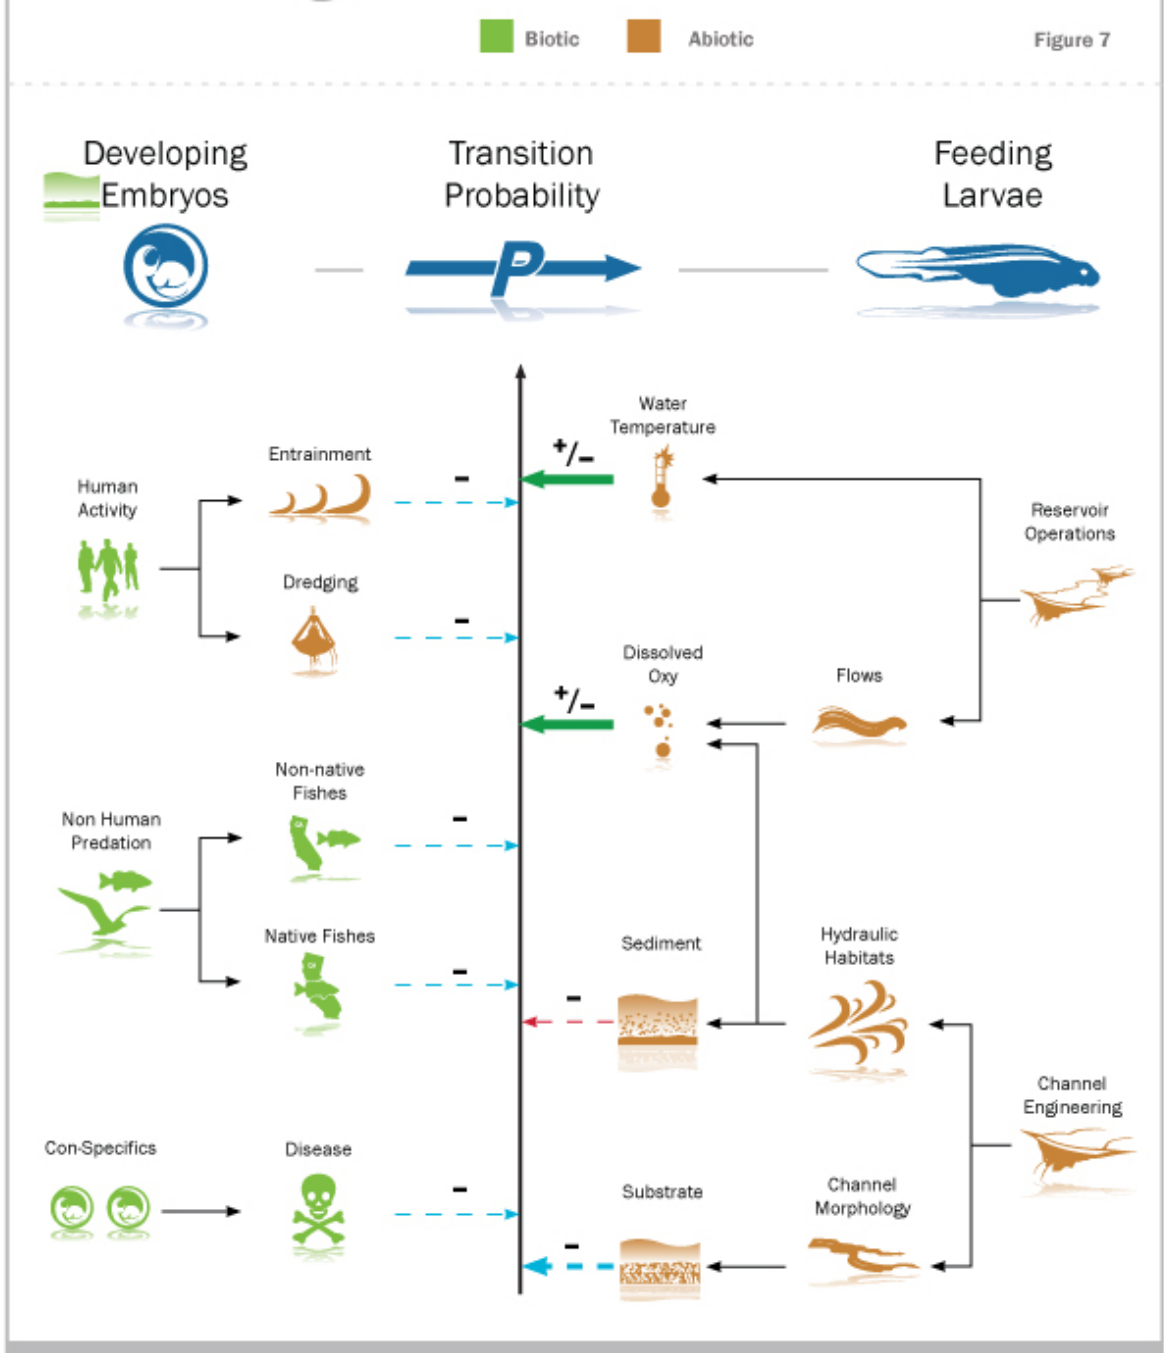 Biotic
Abiotic
Figure 7
Developing
Embryos
Transition
Probability
Feeding
Larvae
P
Water
Temperature
+/–
Entrainment
–
Human
Activity
Reservoir
Operations
Dredging
–
Dissolved
Oxy
Flows
+/–
Non-native
Fishes
–
Non Human
Predation
Native Fishes
–
Sediment
–
Hydraulic
Habitats
Channel
Engineering
Con-Specifics
Disease
–
Substrate
–
Channel
Morphology